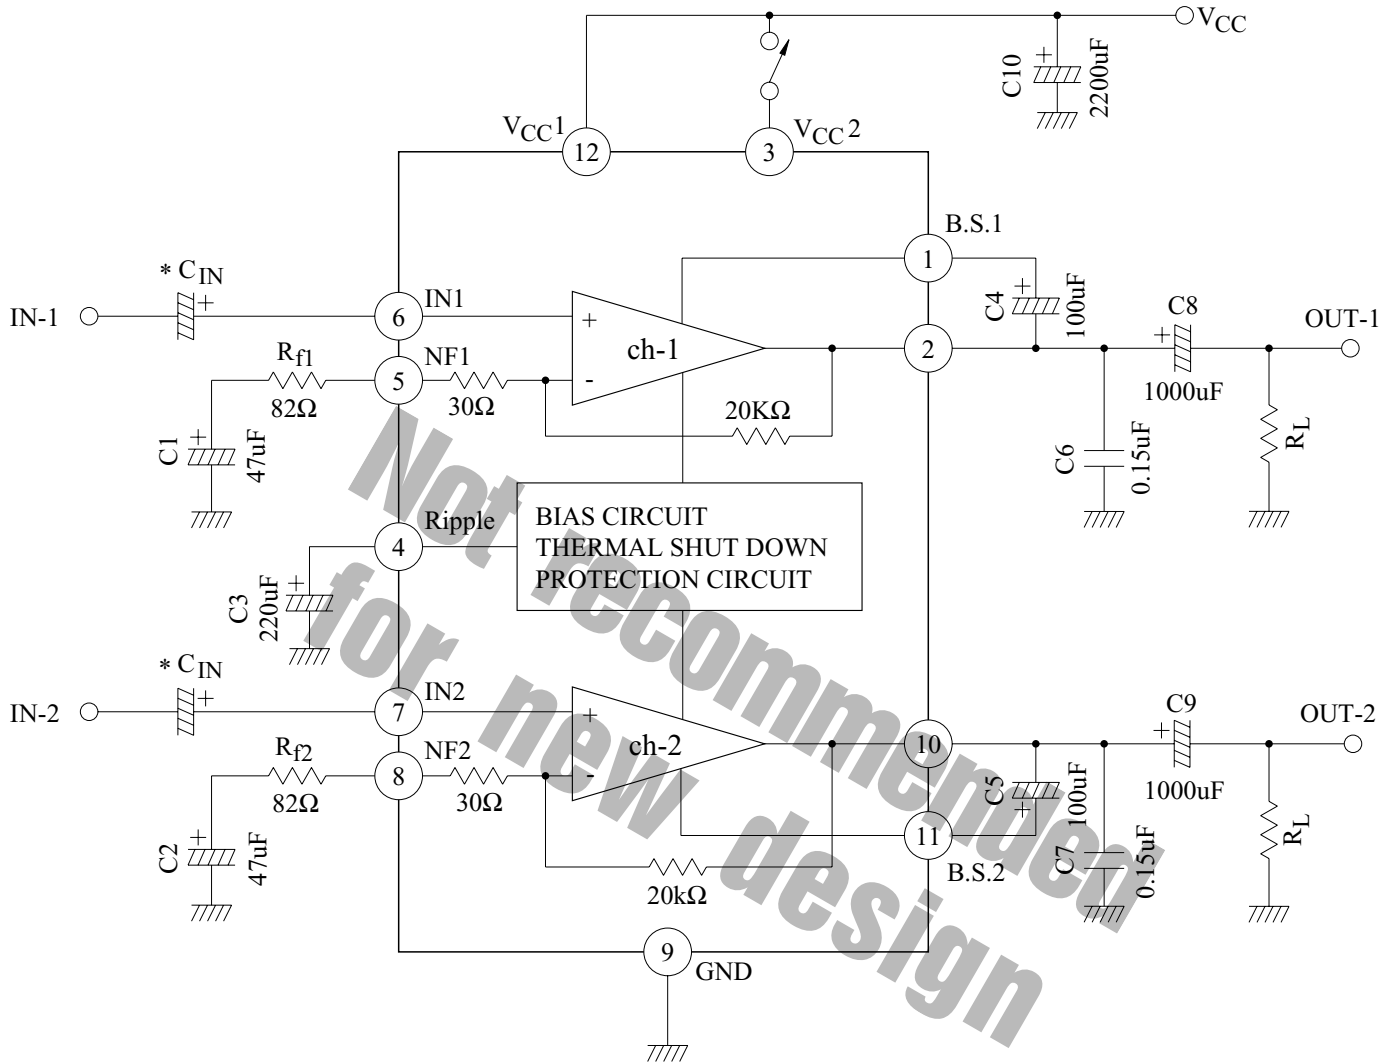 VCC
C10
+
2200uF
VCC1
12
3
VCC2
B.S.1
1
* CIN
+
IN-1
6
IN1
+
ch-1
-
C4
+
100uF
2
C8
+
1000uF
OUT-1
Rf1
82Ω
5
NF1
30Ω
20KΩ
C1
+
47uF
C6
0.15uF
RL
Ripple
4
BIAS CIRCUIT
THERMAL SHUT DOWN
PROTECTION CIRCUIT
C3
+
220uF
* CIN
+
IN-2
7
IN2
+
ch-2
-
10
C9
+
1000uF
OUT-2
Rf2
82Ω
8
NF2
30Ω
C5
+
100uF
11
B.S.2
C2
+
47uF
20kΩ
C7
0.15uF
RL
9
GND
Not recommended
for new design